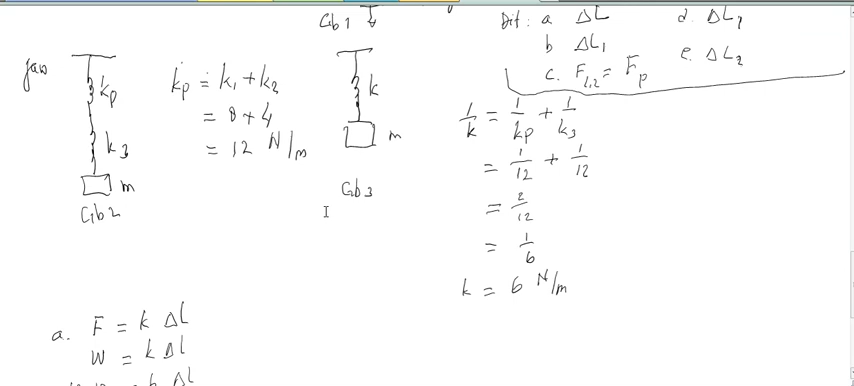 Gb 1
Dit : a ΔL
d. ΔL₁
b ΔL₁
e. ΔL₂
c. F₁,₂ = Fp
jaw
kp
k₃
m
Gb 2
kp = k₁ + k₂
= 8 + 4
= 12 N/m
k
m
Gb 3
1/k = 1/kp + 1/k₃
= 1/12 + 1/12
= 2/12
= 1/6
k = 6 N/m
a. F = k ΔL
W = k ΔL